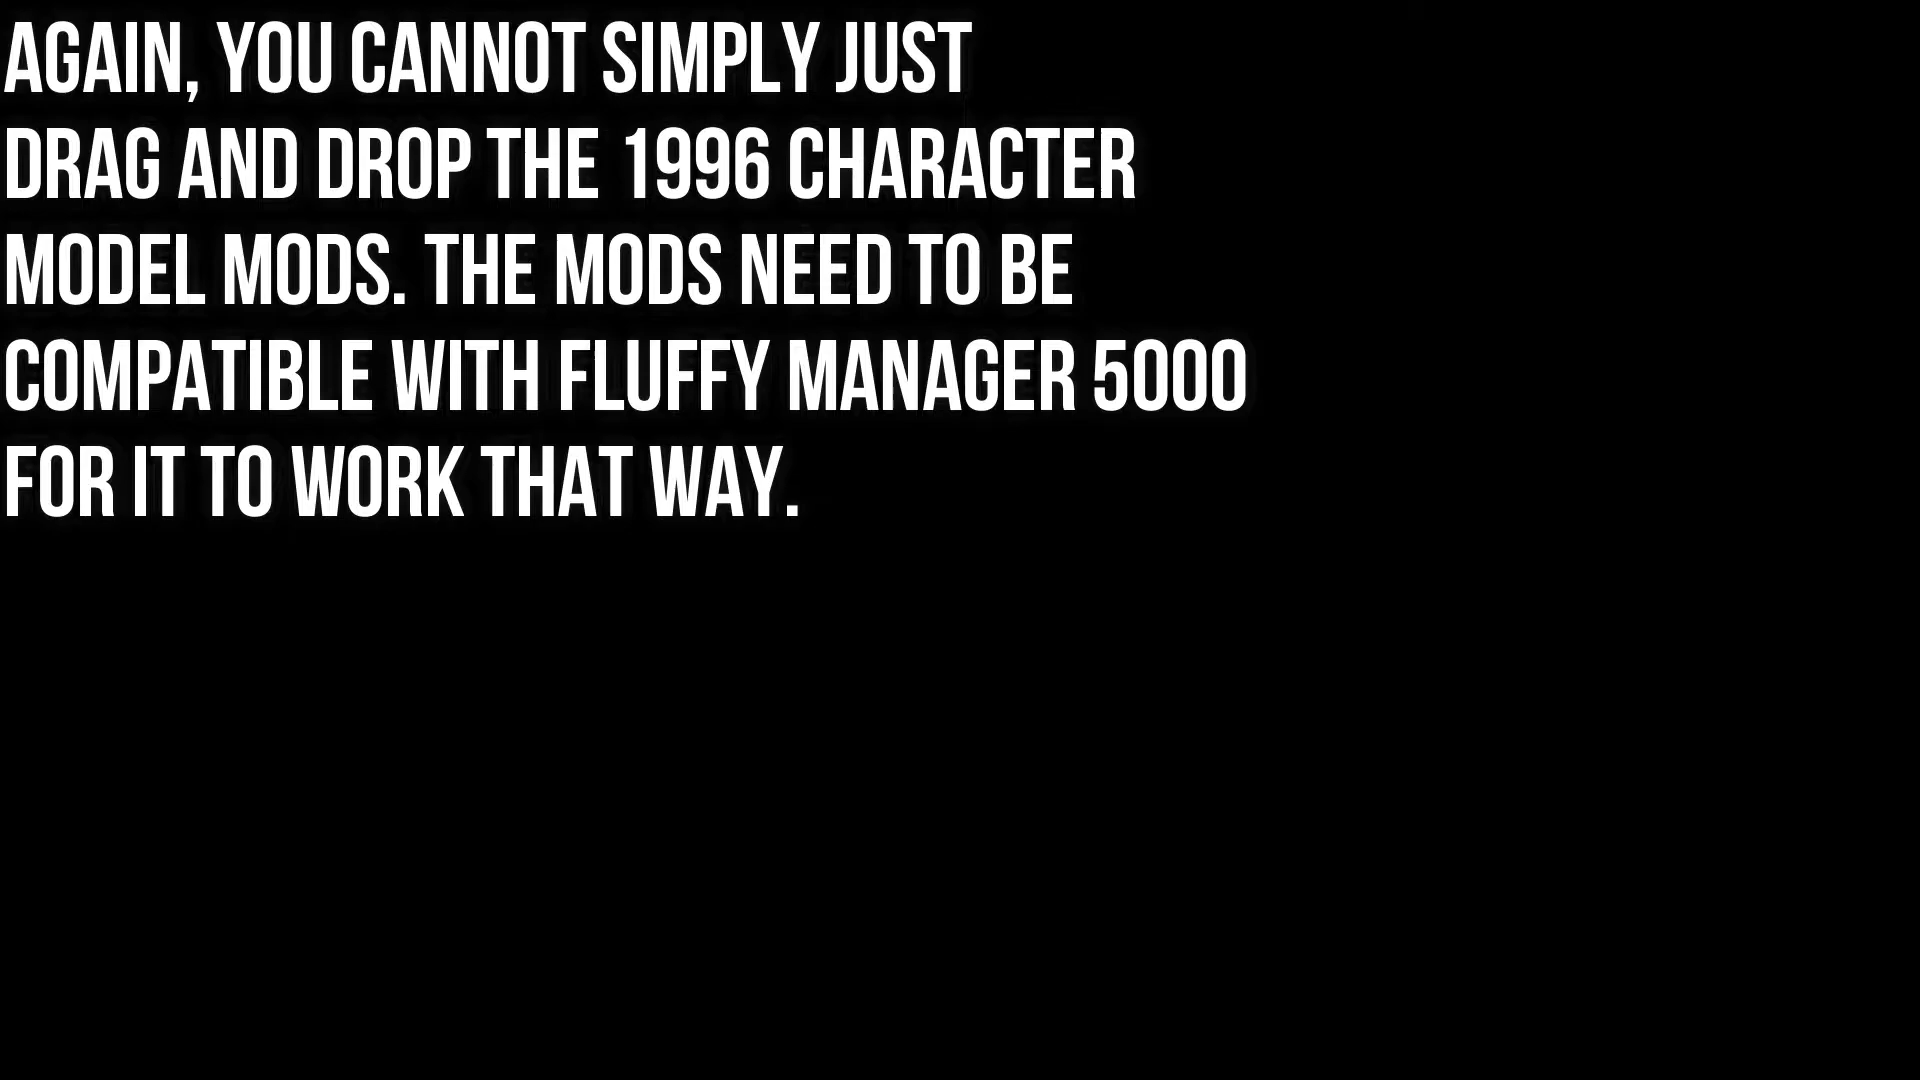 AGAIN, YOU CANNOT SIMPLY JUST
DRAG AND DROP THE 1996 CHARACTER
MODEL MODS. THE MODS NEED TO BE
COMPATIBLE WITH FLUFFY MANAGER 5000
FOR IT TO WORK THAT WAY.